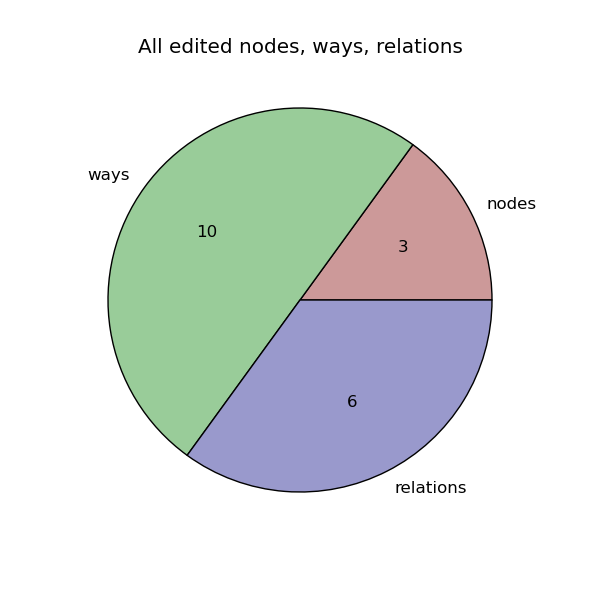 All edited nodes, ways, relations
ways
nodes
10
3
6
relations